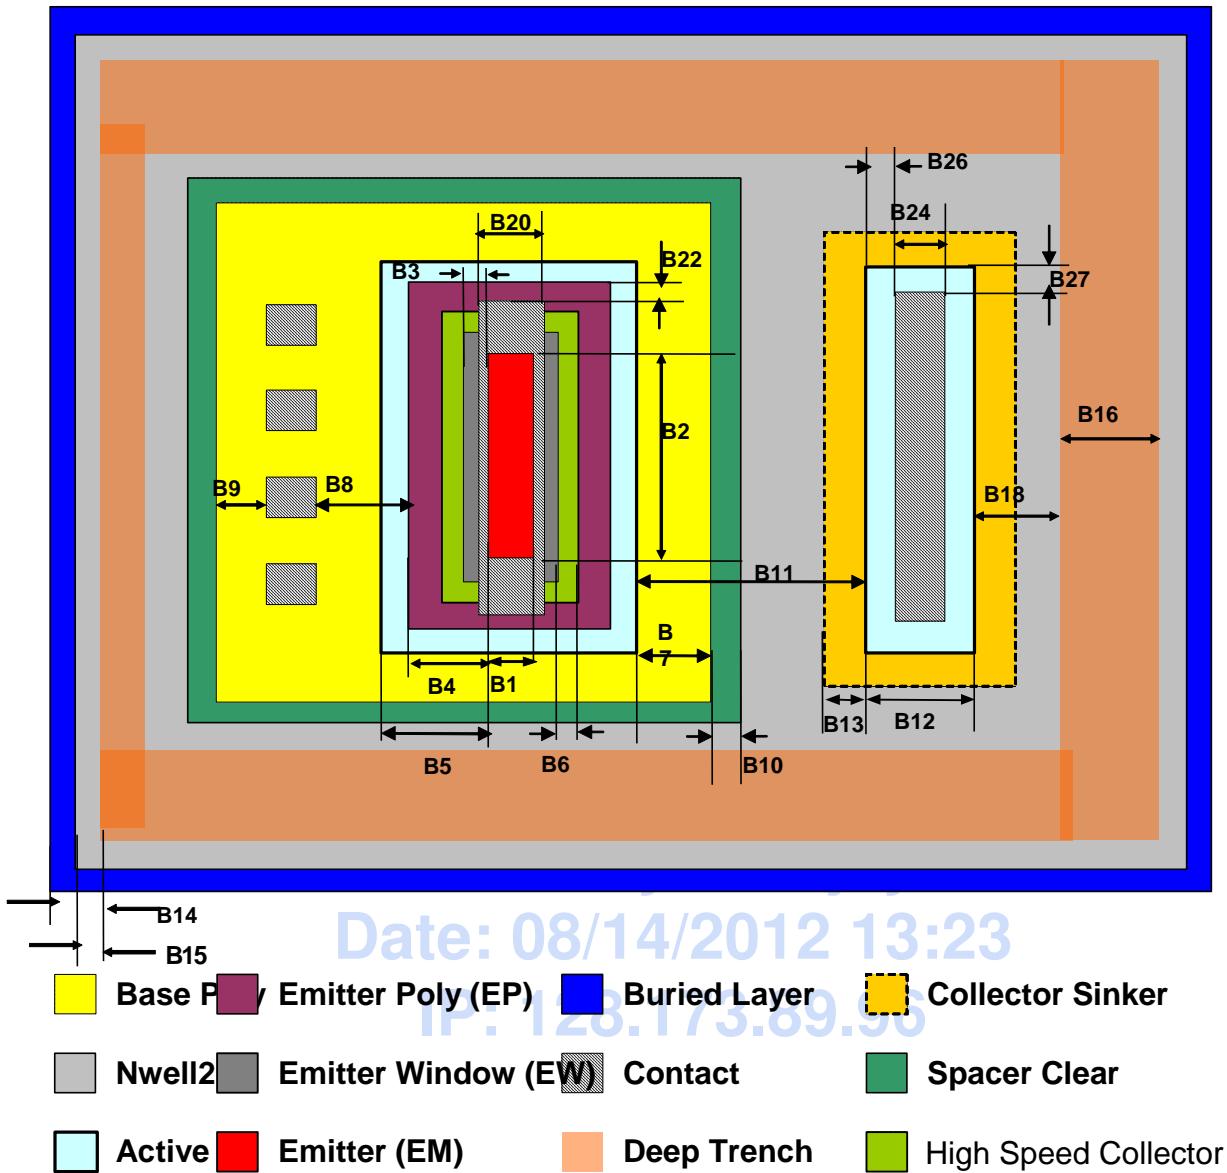 B26
B24
B20
B22
B3
B27
B16
B2
B9
B8
B18
B11
B
7
B4
B1
B13
B12
B5
B6
B10
B14
Date: 08/14/2012 13:23
B15
Base Poly
Emitter Poly (EP)
Buried Layer
Collector Sinker
IP: 128.173.89.96
Nwell2
Emitter Window (EW)
Contact
Spacer Clear
Active
Emitter (EM)
Deep Trench
High Speed Collector